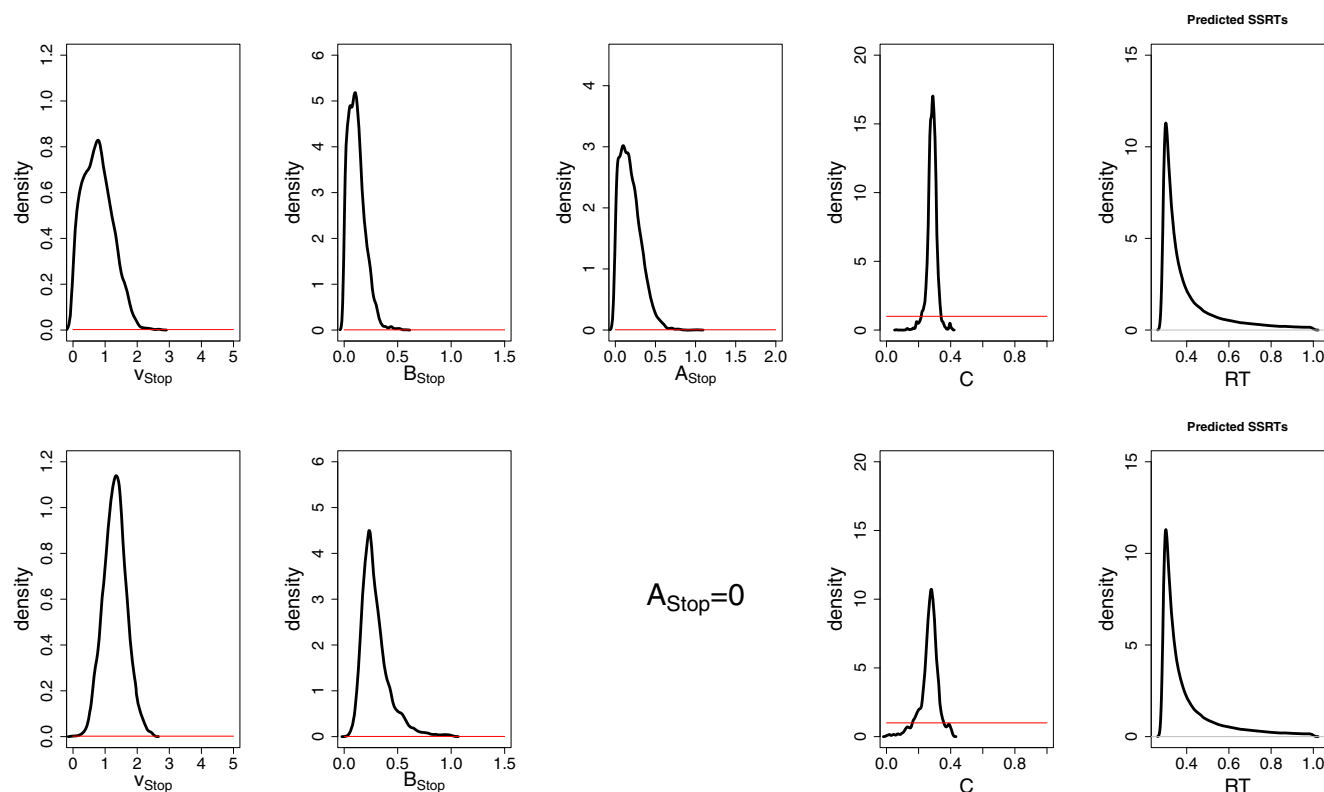 Predicted SSRTs
density
0.0 0.2 0.4 0.6 0.8 1.0 1.2
0 1 2 3 4 5
vStop
density
0 1 2 3 4 5 6
0.0 0.5 1.0 1.5
BStop
density
0 1 2 3 4
0.0 0.5 1.0 1.5 2.0
AStop
density
0 5 10 15 20
0.0 0.4 0.8
C
density
0 5 10 15
0.4 0.6 0.8 1.0
RT
Predicted SSRTs
density
0.0 0.2 0.4 0.6 0.8 1.0 1.2
0 1 2 3 4 5
vStop
density
0 1 2 3 4 5 6
0.0 0.5 1.0 1.5
BStop
AStop=0
density
0 5 10 15 20
0.0 0.4 0.8
C
density
0 5 10 15
0.4 0.6 0.8 1.0
RT